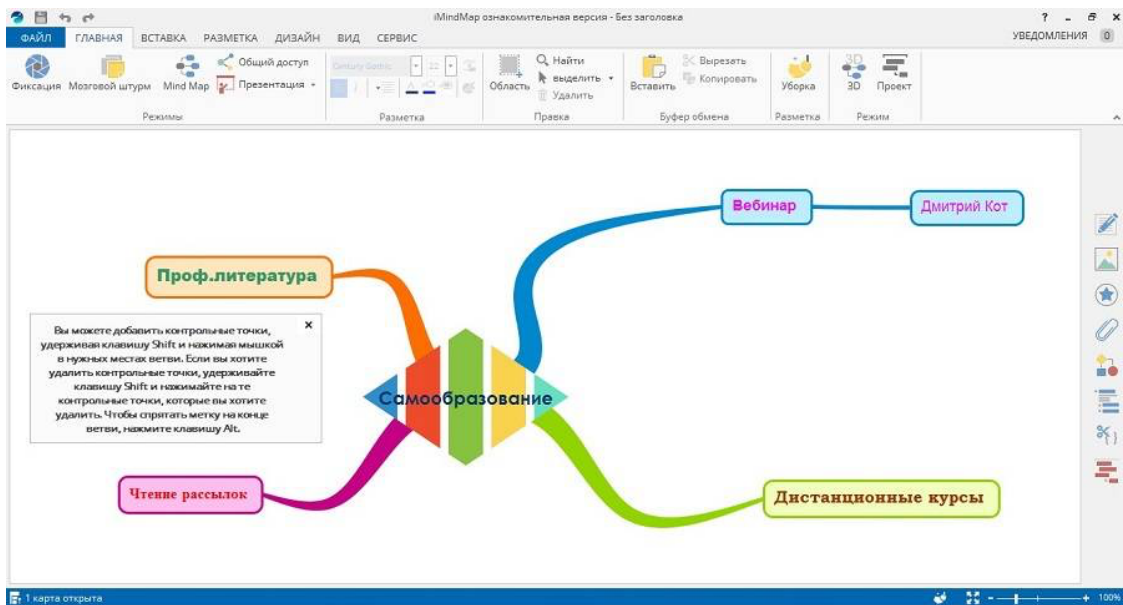 iMindMap ознакомительная версия - Без заголовка
ФАЙЛ ГЛАВНАЯ ВСТАВКА РАЗМЕТКА ДИЗАЙН ВИД СЕРВИС
УВЕДОМЛЕНИЯ 0
Фиксация
Мозговой штурм
Mind Map
Общий доступ
Презентация
Режимы
Century Gothic 22
Разметка
Область
Найти
выделить
Удалить
Правка
Вставить
Вырезать
Копировать
Буфер обмена
Уборка
Разметка
3D
3D
Проект
Режим
Вебинар
Дмитрий Кот
Проф.литература
Вы можете добавить контрольные точки,
удерживая клавишу Shift и нажимая мышкой
в нужных местах ветви. Если вы хотите
удалить контрольные точки, удерживайте
клавишу Shift и нажимайте на те
контрольные точки, которые вы хотите
удалить. Чтобы спрятать метку на конце
ветви, нажмите клавишу Alt.
Самообразование
Чтение рассылок
Дистанционные курсы
1 карта открыта
100%